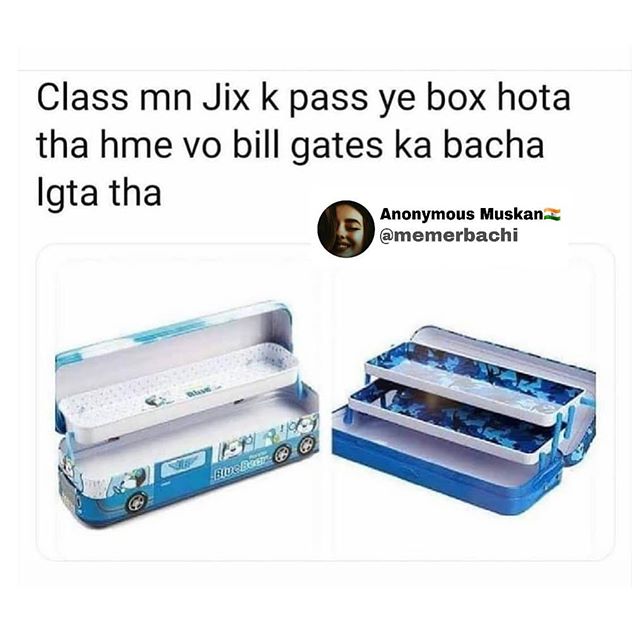 Class mn Jix k pass ye box hota
tha hme vo bill gates ka bacha
lgta tha
Anonymous Muskan🇮🇳
@memerbachi
Blue
Blue Bear